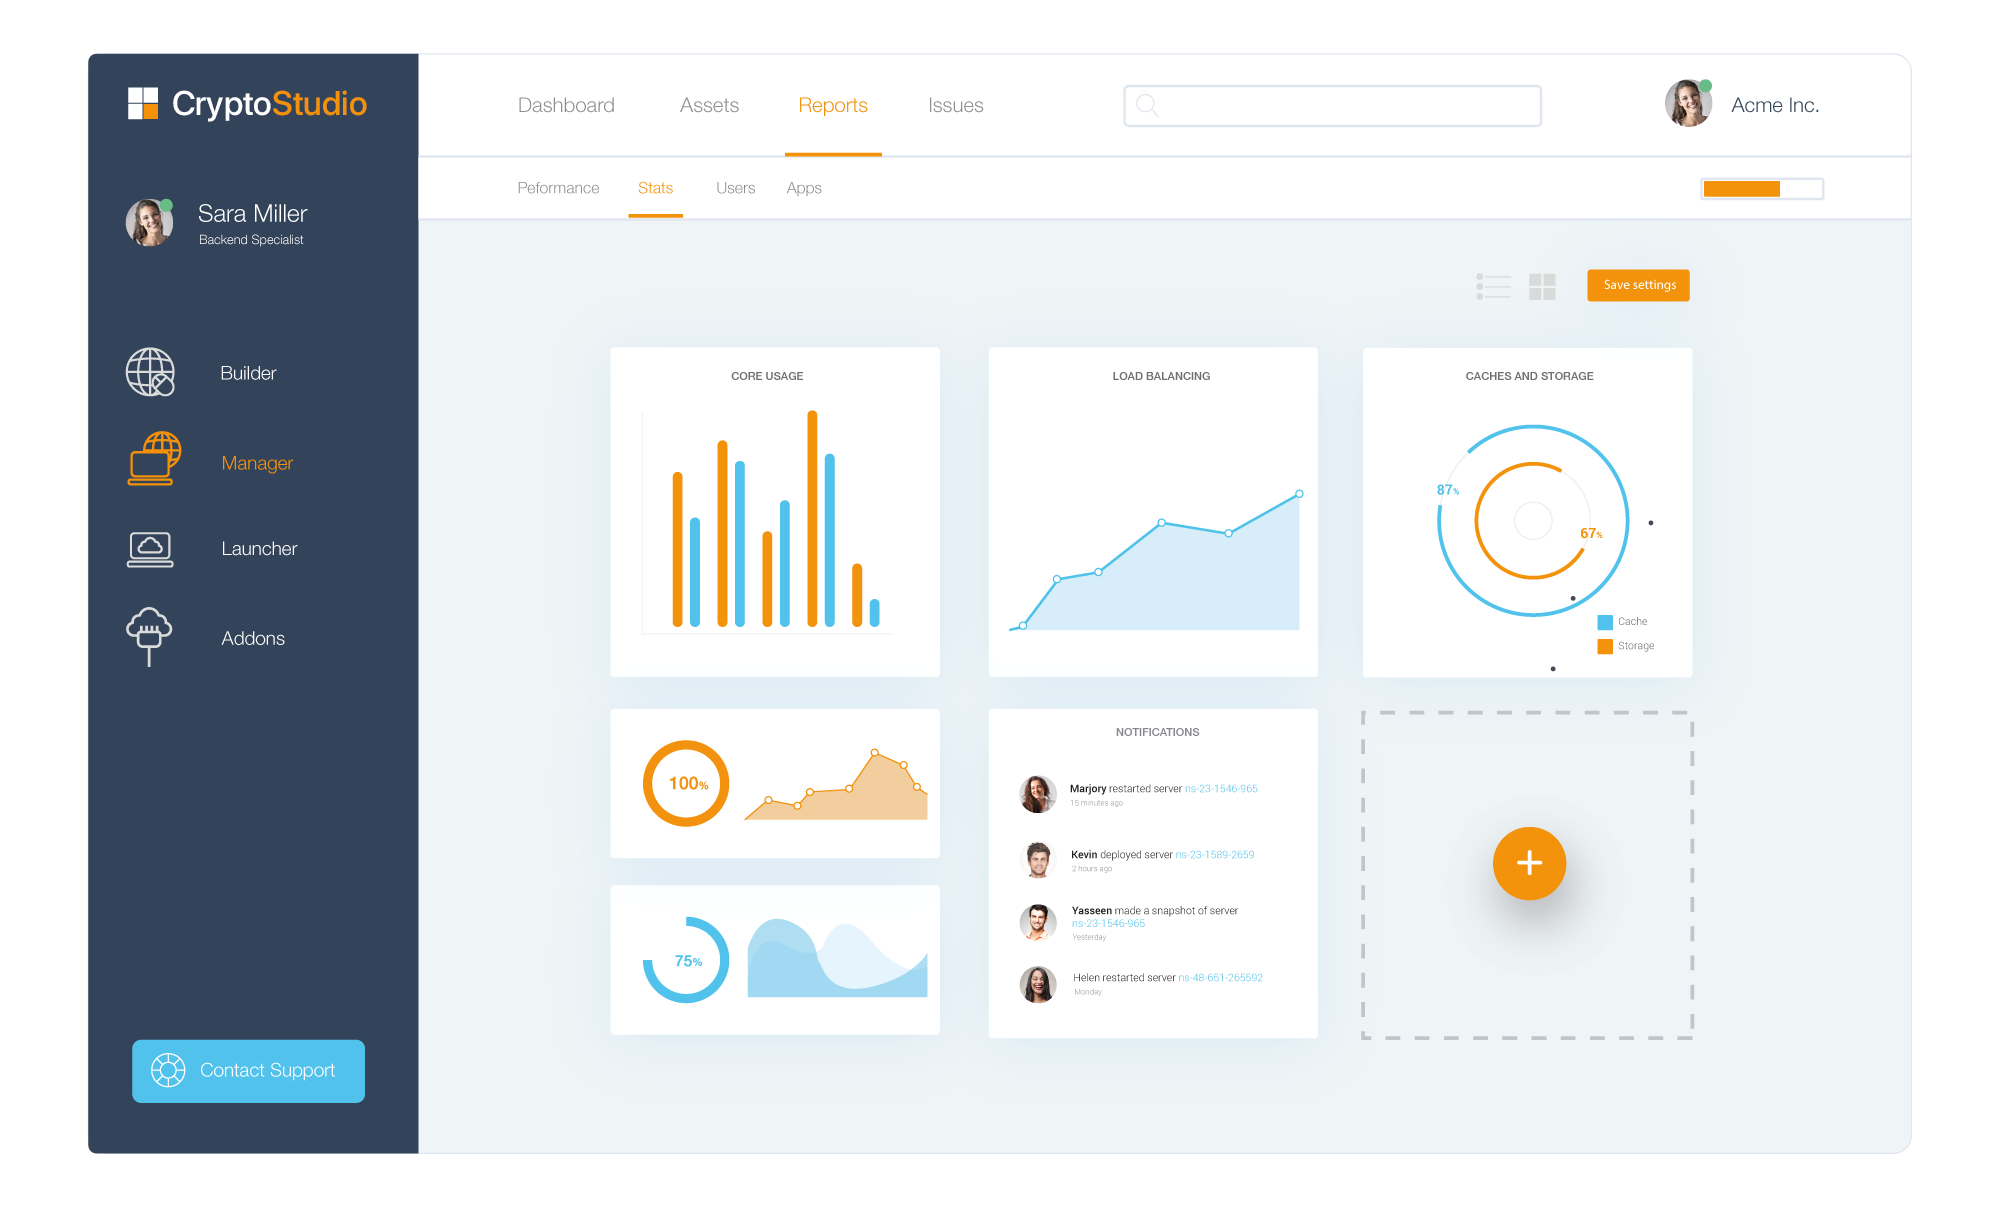 CryptoStudio
Dashboard
Assets
Reports
Issues
Acme Inc.
Peformance
Stats
Users
Apps
Sara Miller
Backend Specialist
Builder
Manager
Launcher
Addons
Contact Support
Save settings
CORE USAGE
LOAD BALANCING
CACHES AND STORAGE
87%
67%
Cache
Storage
100%
75%
NOTIFICATIONS
Marjory restarted server ns-23-1546-965
15 minutes ago
Kevin deployed server ns-23-1589-2659
2 hours ago
Yasseen made a snapshot of server
ns-23-1546-965
Yesterday
Helen restarted server ns-48-651-265592
Monday